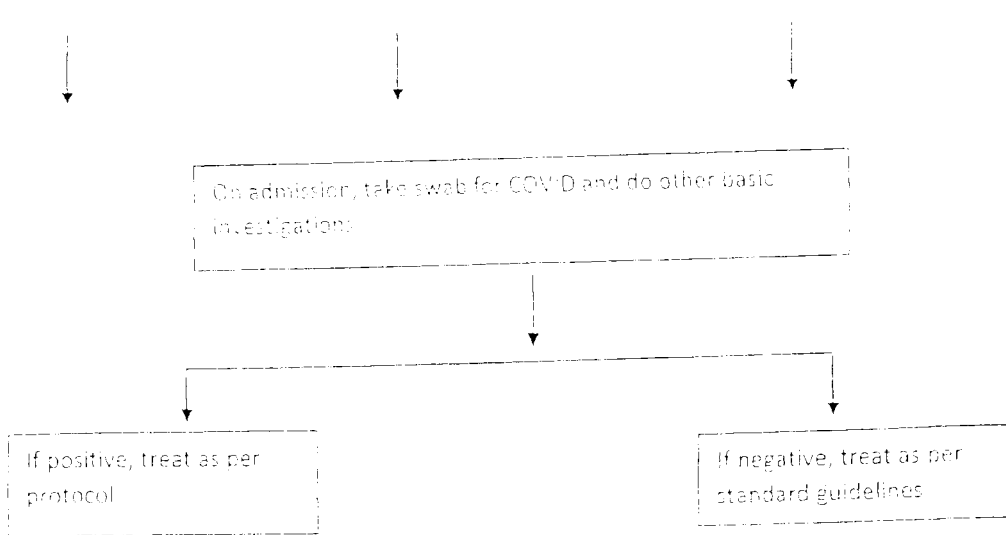 On admission, take swab for COVID and do other basic
investigations
If positive, treat as per
protocol
If negative, treat as per
standard guidelines